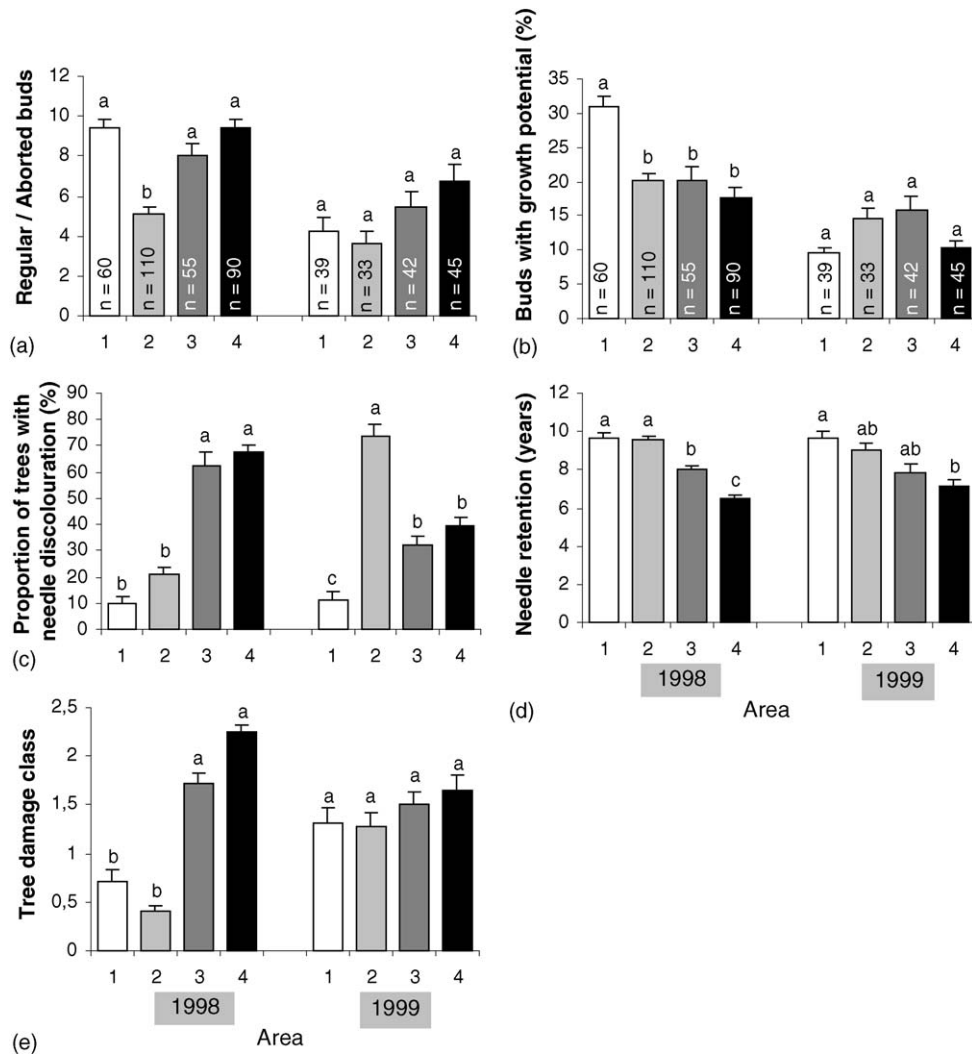 Regular / Aborted buds
12
10
8
6
4
2
0
a
b
a
a
a
a
a
a
n = 60
n = 110
n = 55
n = 90
n = 39
n = 33
n = 42
n = 45
1 2 3 4 1 2 3 4
(a)
Buds with growth potential (%)
35
30
25
20
15
10
5
0
a
b
b
b
a
a
a
a
n = 60
n = 110
n = 55
n = 90
n = 39
n = 33
n = 42
n = 45
1 2 3 4 1 2 3 4
(b)
Proportion of trees with
needle discolouration (%)
90
80
70
60
50
40
30
20
10
0
b
b
a
a
c
a
b
b
1 2 3 4 1 2 3 4
(c)
Needle retention (years)
12
10
8
6
4
2
0
a
a
b
c
a
ab
ab
b
1 2 3 4 1 2 3 4
1998 1999
Area
(d)
Tree damage class
2,5
2
1,5
1
0,5
0
b
b
a
a
a
a
a
a
1 2 3 4 1 2 3 4
1998 1999
Area
(e)